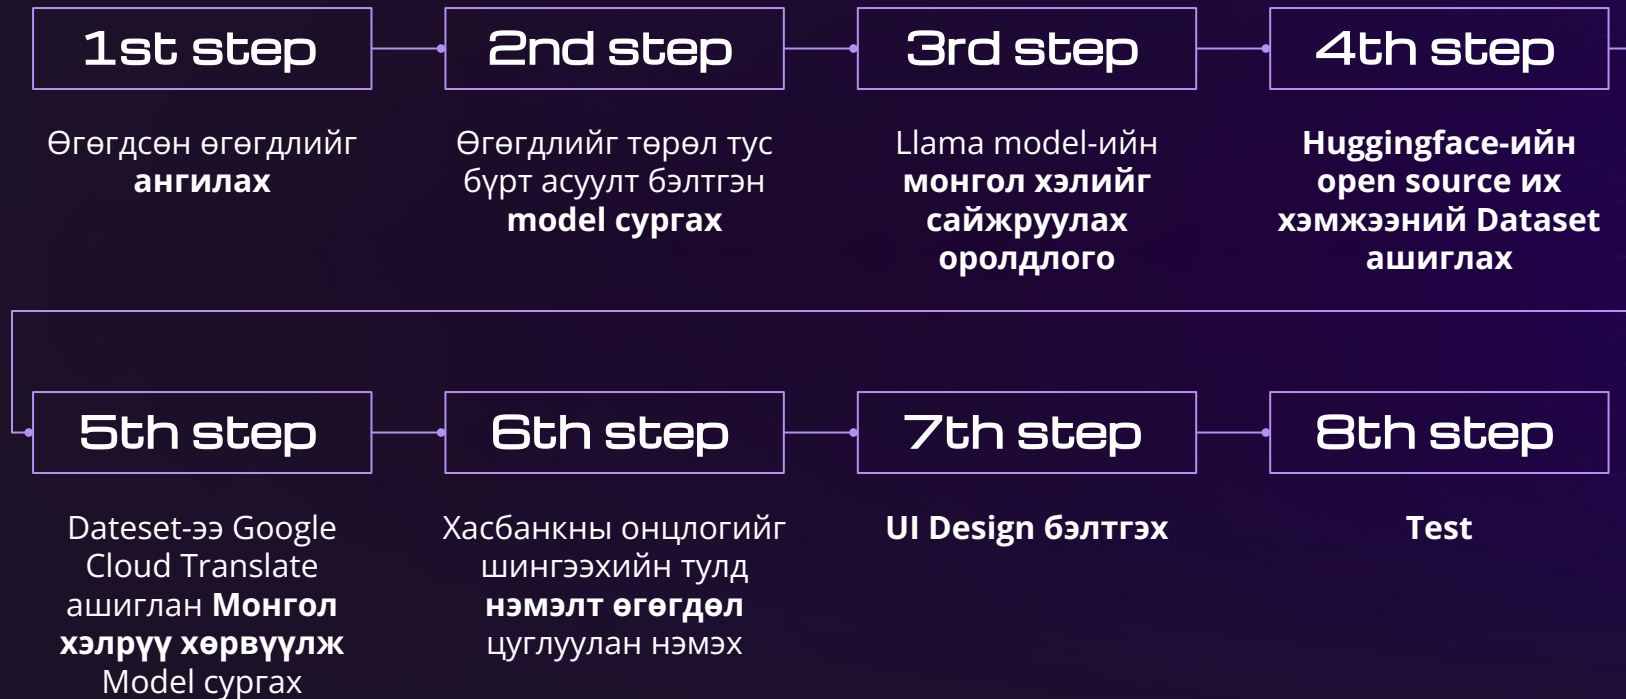 1st step
Өгөгдсөн өгөгдлийг
ангилах
2nd step
Өгөгдлийг төрөл тус
бүрт асуулт бэлтгэн
model сургах
3rd step
Llama model-ийн
монгол хэлийг
сайжруулах
оролдлого
4th step
Huggingface-ийн
open source их
хэмжээний Dataset
ашиглах
5th step
Dateset-ээ Google
Cloud Translate
ашиглан Монгол
хэлрүү хөрвүүлж
Model сургах
6th step
Хасбанкны онцлогийг
шингээхийн тулд
нэмэлт өгөгдөл
цуглуулан нэмэх
7th step
UI Design бэлтгэх
8th step
Test